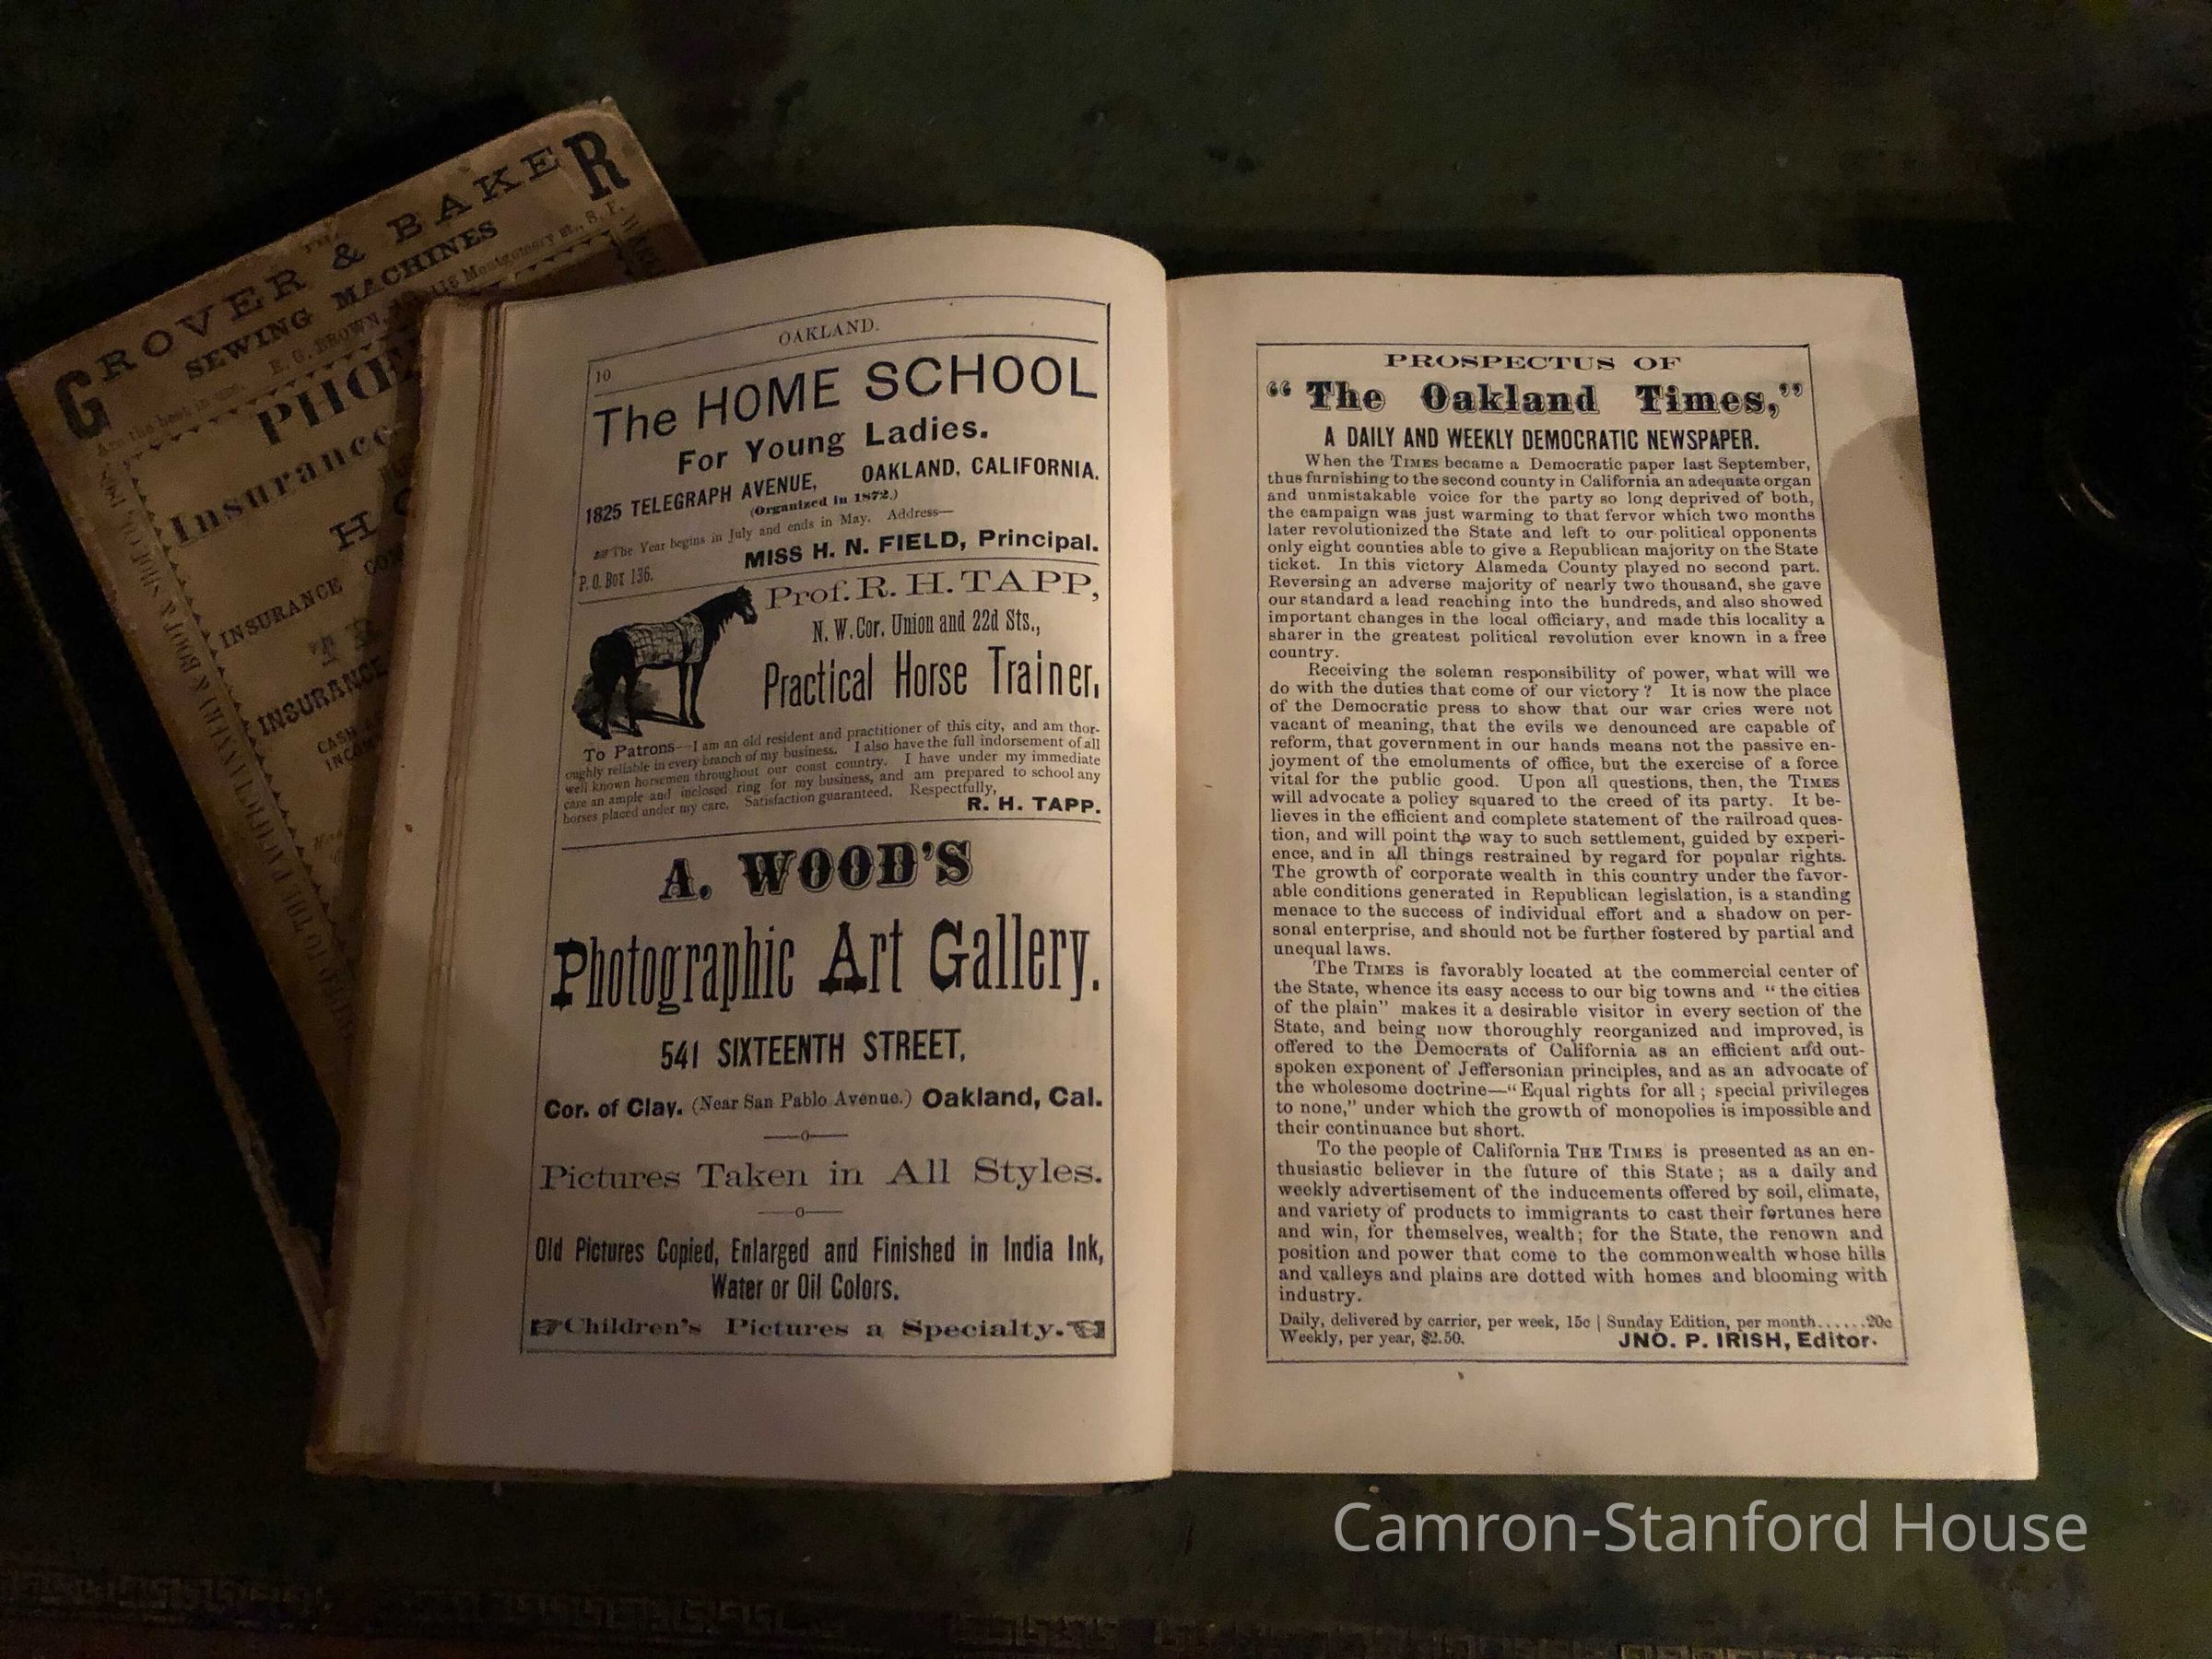 GROVER & BAKER
SEWING MACHINES
Montgomery St., S. F.
Insurance
INSURANCE
INSURANCE
10
OAKLAND.
The HOME SCHOOL
For Young Ladies.
1825 TELEGRAPH AVENUE, OAKLAND, CALIFORNIA.
(Organized in 1872.)
The Year begins in July and ends in May. Address—
P. O. Box 136. MISS H. N. FIELD, Principal.
Prof. R. H. TAPP,
N. W. Cor. Union and 22d Sts.,
Practical Horse Trainer.
To Patrons—I am an old resident and practitioner of this city, and am thor-
oughly reliable in every branch of my business. I also have the full indorsement of all
well known horsemen throughout our coast country. I have under my immediate
care an ample and inclosed ring for my business, and am prepared to school any
horses placed under my care. Satisfaction guaranteed. Respectfully,
R. H. TAPP.
A. WOOD'S
Photographic Art Gallery.
541 SIXTEENTH STREET,
Cor. of Clay. (Near San Pablo Avenue.) Oakland, Cal.
Pictures Taken in All Styles.
Old Pictures Copied, Enlarged and Finished in India Ink,
Water or Oil Colors.
☞Children's Pictures a Specialty.☜
PROSPECTUS OF
"The Oakland Times,"
A DAILY AND WEEKLY DEMOCRATIC NEWSPAPER.
When the TIMES became a Democratic paper last September,
thus furnishing to the second county in California an adequate organ
and unmistakable voice for the party so long deprived of both,
the campaign was just warming to that fervor which two months
later revolutionized the State and left to our political opponents
only eight counties able to give a Republican majority on the State
ticket. In this victory Alameda County played no second part.
Reversing an adverse majority of nearly two thousand, she gave
our standard a lead reaching into the hundreds, and also showed
important changes in the local officiary, and made this locality a
sharer in the greatest political revolution ever known in a free
country.
Receiving the solemn responsibility of power, what will we
do with the duties that come of our victory? It is now the place
of the Democratic press to show that our war cries were not
vacant of meaning, that the evils we denounced are capable of
reform, that government in our hands means not the passive en-
joyment of the emoluments of office, but the exercise of a force
vital for the public good. Upon all questions, then, the TIMES
will advocate a policy squared to the creed of its party. It be-
lieves in the efficient and complete statement of the railroad ques-
tion, and will point the way to such settlement, guided by experi-
ence, and in all things restrained by regard for popular rights.
The growth of corporate wealth in this country under the favor-
able conditions generated in Republican legislation, is a standing
menace to the success of individual effort and a shadow on per-
sonal enterprise, and should not be further fostered by partial and
unequal laws.
The TIMES is favorably located at the commercial center of
the State, whence its easy access to our big towns and "the cities
of the plain" makes it a desirable visitor in every section of the
State, and being now thoroughly reorganized and improved, is
offered to the Democrats of California as an efficient and out-
spoken exponent of Jeffersonian principles, and as an advocate of
the wholesome doctrine—"Equal rights for all; special privileges
to none," under which the growth of monopolies is impossible and
their continuance but short.
To the people of California THE TIMES is presented as an en-
thusiastic believer in the future of this State; as a daily and
weekly advertisement of the inducements offered by soil, climate,
and variety of products to immigrants to cast their fortunes here
and win, for themselves, wealth; for the State, the renown and
position and power that come to the commonwealth whose hills
and valleys and plains are dotted with homes and blooming with
industry.
Daily, delivered by carrier, per week, 15c | Sunday Edition, per month......20c
Weekly, per year, $2.50. JNO. P. IRISH, Editor.
Camron-Stanford House